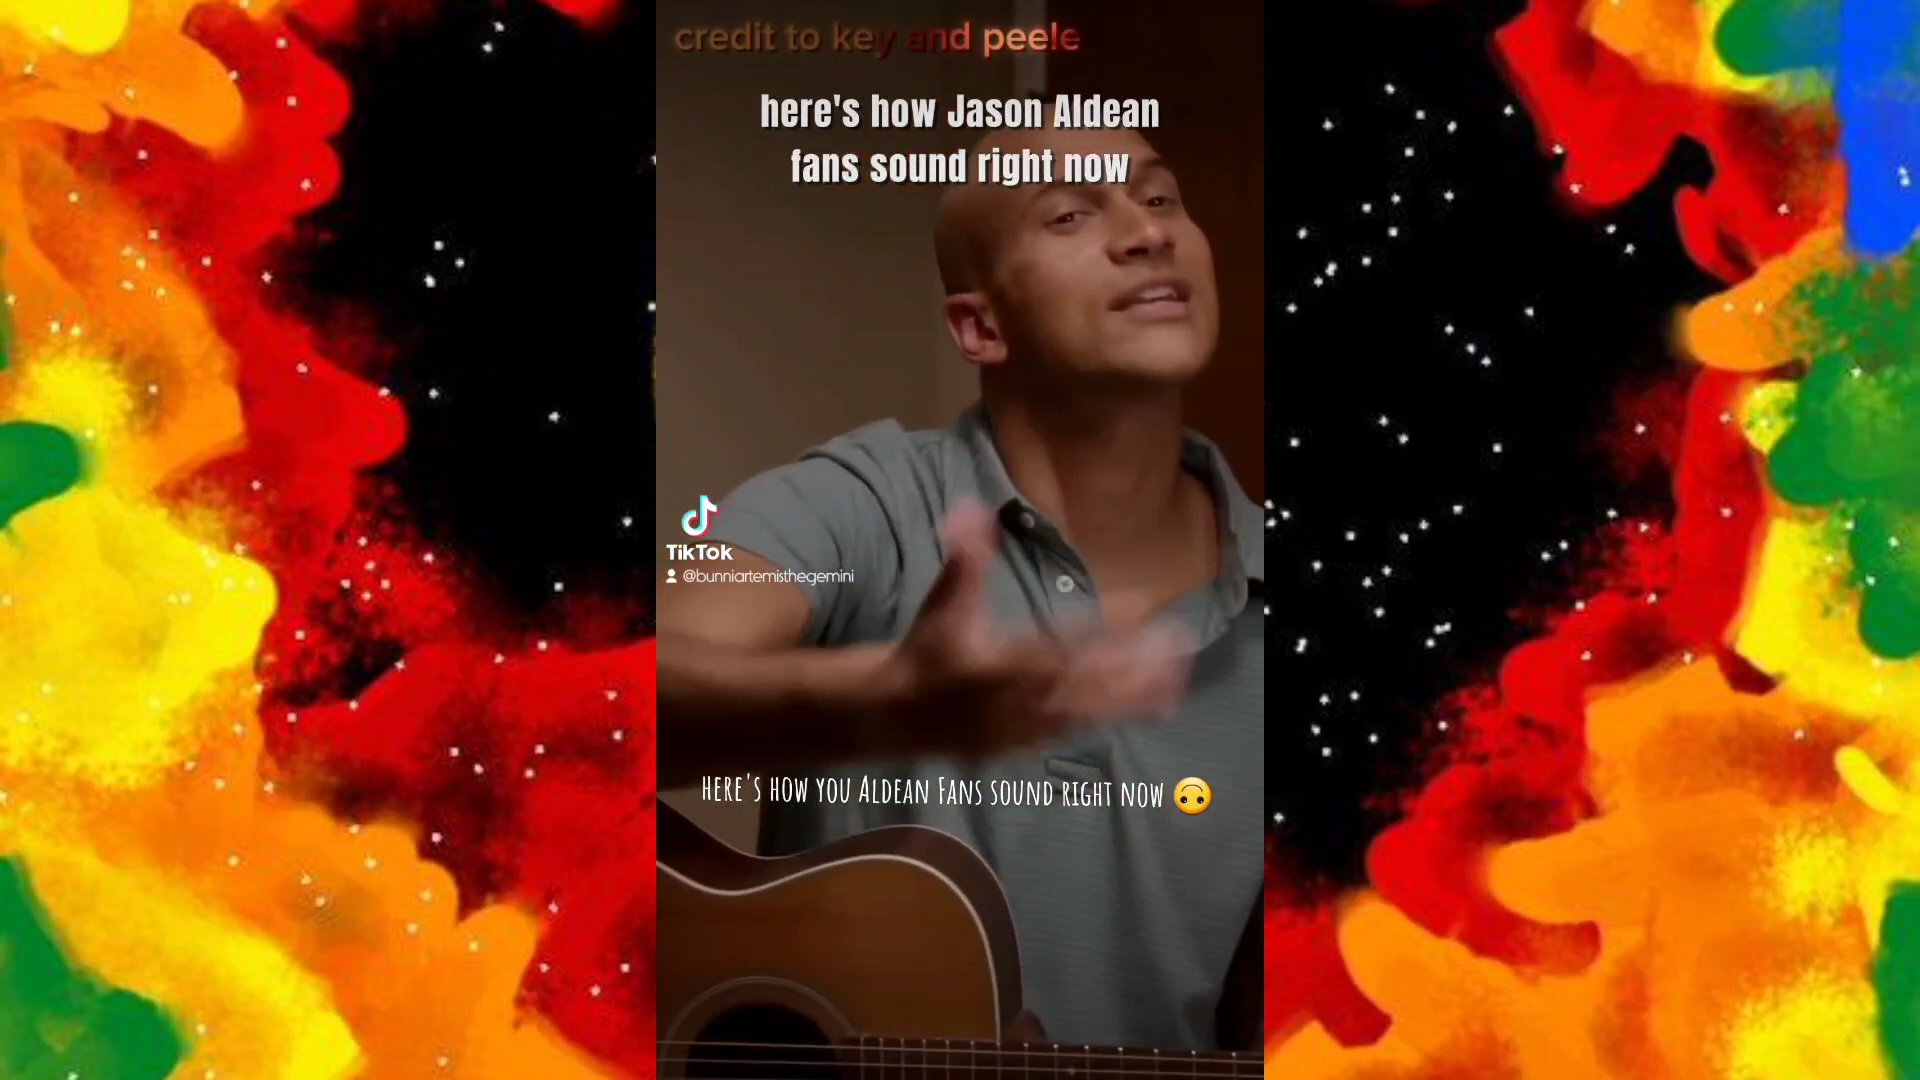 credit to key and peele
here's how Jason Aldean
fans sound right now
TikTok
@bunniartemisthegemini
HERE'S HOW YOU ALDEAN FANS SOUND RIGHT NOW 🙃